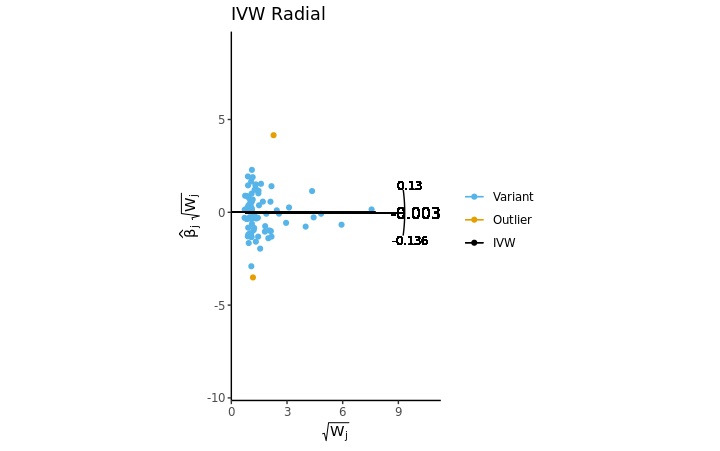 IVW Radial
5
0
-5
-10
0 3 6 9
β̂j √Wj
√Wj
0.13
-0.003
-0.136
Variant
Outlier
IVW